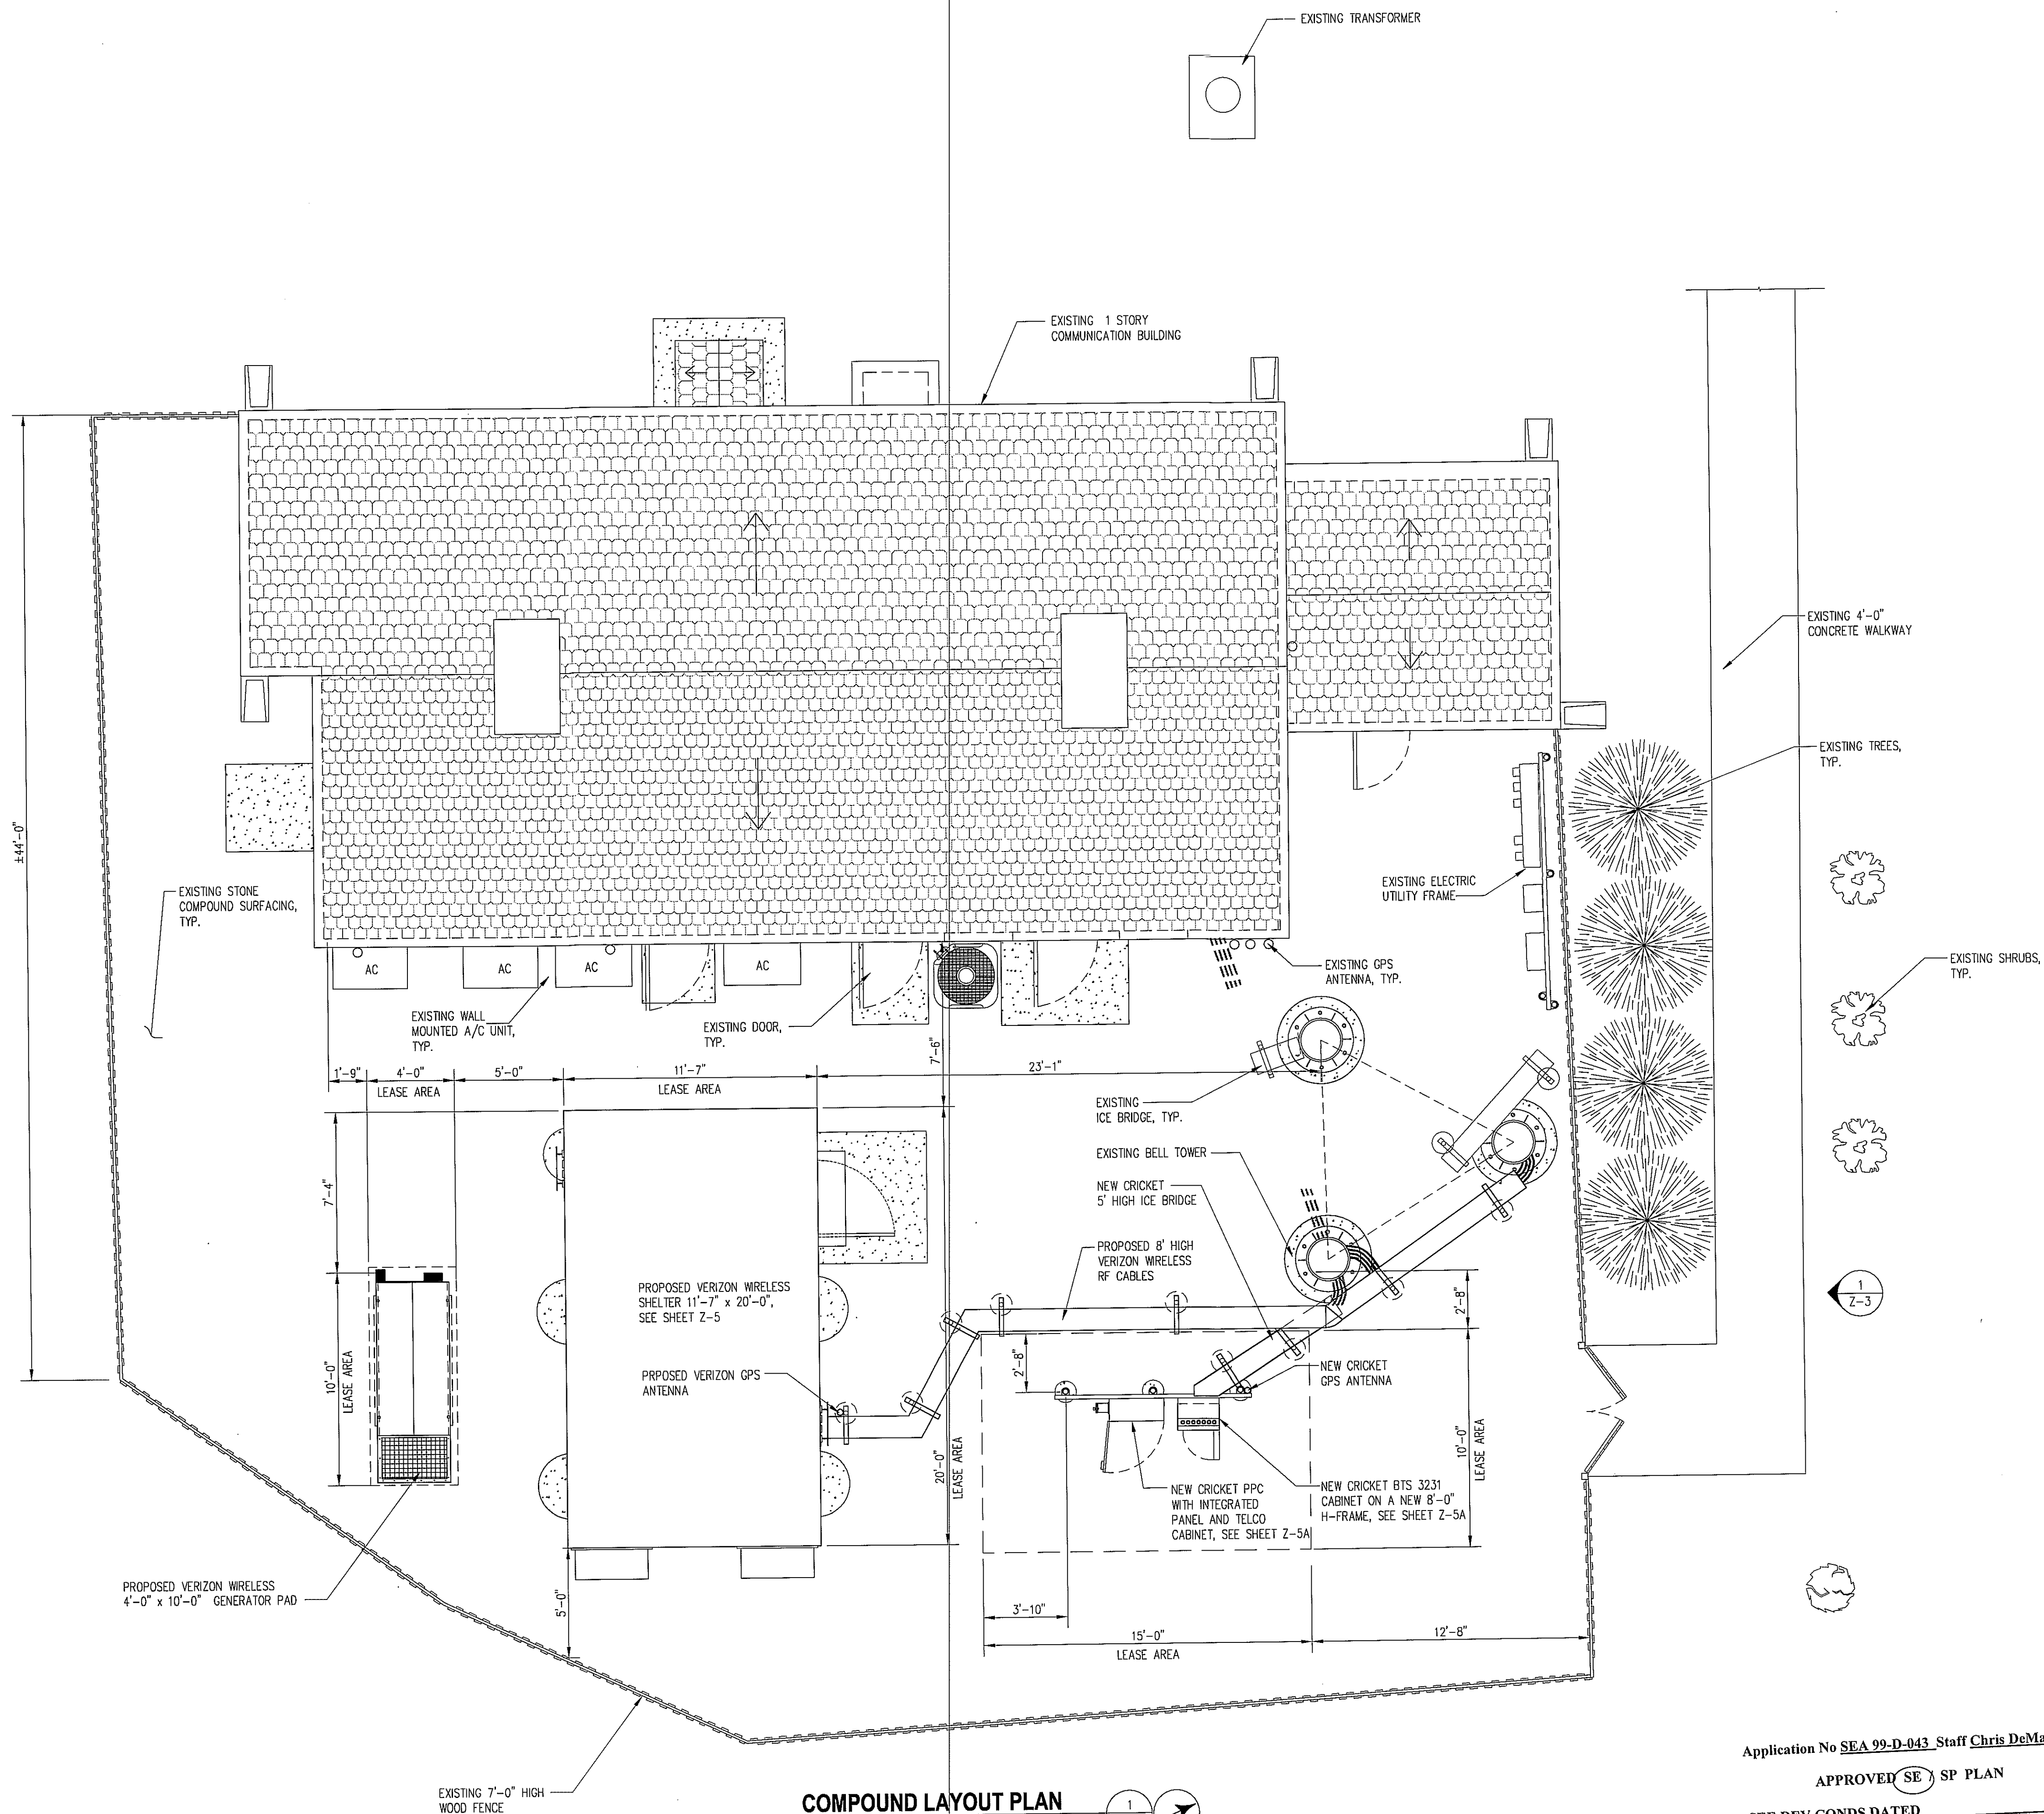 EXISTING TRANSFORMER
EXISTING 1 STORY
COMMUNICATION BUILDING
EXISTING 4'-0"
CONCRETE WALKWAY
EXISTING TREES,
TYP.
±44'-0"
EXISTING STONE
COMPOUND SURFACING,
TYP.
EXISTING ELECTRIC
UTILITY FRAME
EXISTING SHRUBS,
TYP.
AC
AC
AC
AC
EXISTING GPS
ANTENNA, TYP.
EXISTING WALL
MOUNTED A/C UNIT,
TYP.
EXISTING DOOR,
TYP.
7'-6"
1'-9"
4'-0"
LEASE AREA
5'-0"
11'-7"
LEASE AREA
23'-1"
EXISTING
ICE BRIDGE, TYP.
EXISTING BELL TOWER
NEW CRICKET
5' HIGH ICE BRIDGE
7'-4"
PROPOSED 8' HIGH
VERIZON WIRELESS
RF CABLES
PROPOSED VERIZON WIRELESS
SHELTER 11'-7" x 20'-0",
SEE SHEET Z-5
2'-8"
1
Z-3
10'-0"
LEASE AREA
PRPOSED VERIZON GPS
ANTENNA
2'-8"
NEW CRICKET
GPS ANTENNA
20'-0"
LEASE AREA
10'-0"
LEASE AREA
NEW CRICKET PPC
WITH INTEGRATED
PANEL AND TELCO
CABINET, SEE SHEET Z-5A
NEW CRICKET BTS 3231
CABINET ON A NEW 8'-0"
H-FRAME, SEE SHEET Z-5A
PROPOSED VERIZON WIRELESS
4'-0" x 10'-0" GENERATOR PAD
5'-0"
3'-10"
15'-0"
LEASE AREA
12'-8"
Application No SEA 99-D-043 Staff Chris DeMa
APPROVED SE / SP PLAN
SEE DEV CONDS DATED
EXISTING 7'-0" HIGH
WOOD FENCE
COMPOUND LAYOUT PLAN
1